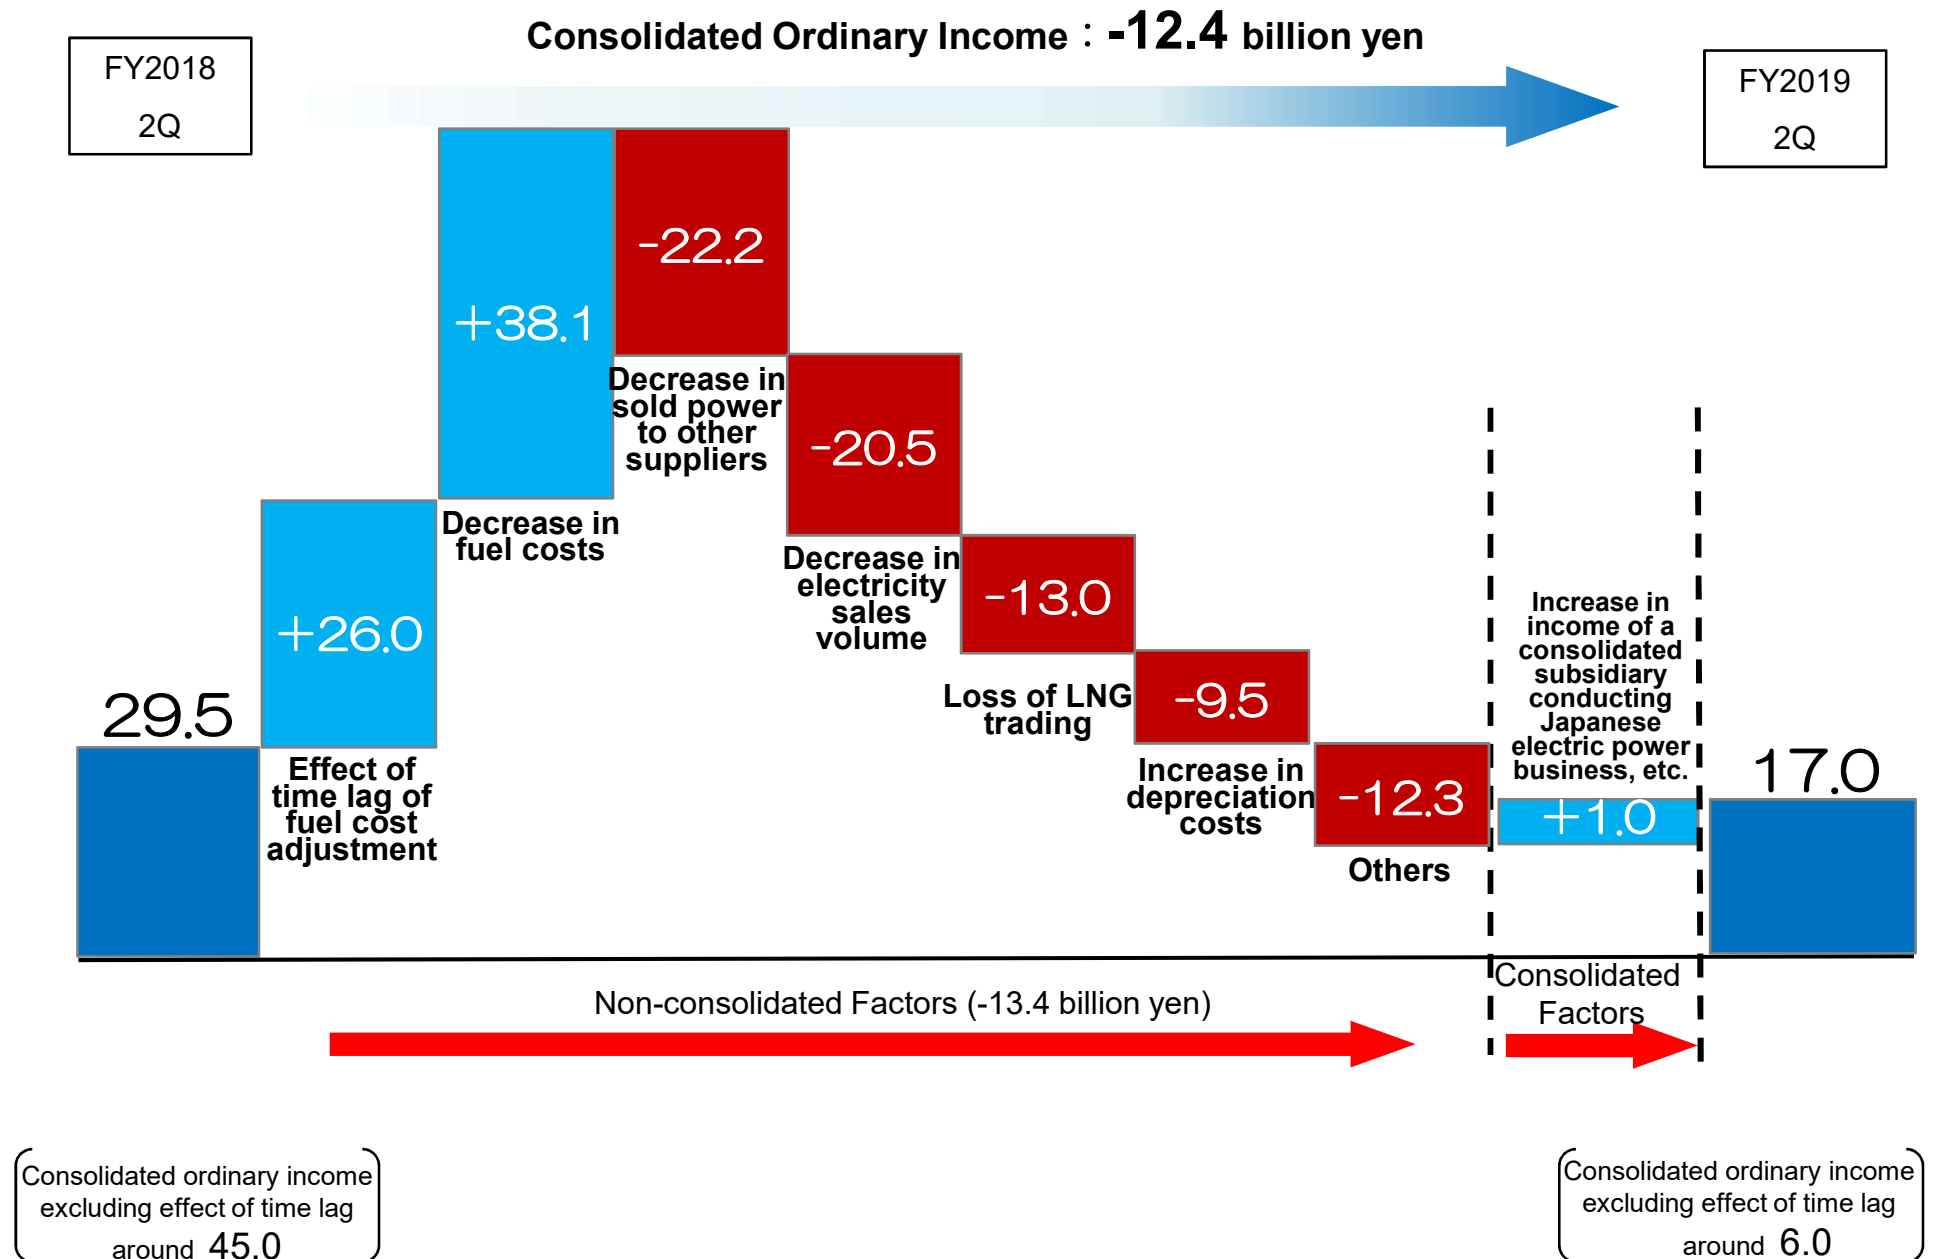 Consolidated Ordinary Income：-12.4 billion yen
FY2018
2Q
FY2019
2Q
29.5
+26.0
Effect of
time lag of
fuel cost
adjustment
+38.1
Decrease in
fuel costs
-22.2
Decrease in
sold power
to other
suppliers
-20.5
Decrease in
electricity
sales
volume
-13.0
Loss of LNG
trading
-9.5
Increase in
depreciation
costs
-12.3
Others
Increase in
income of a
consolidated
subsidiary
conducting
Japanese
electric power
business, etc.
+1.0
17.0
Non-consolidated Factors (-13.4 billion yen)
Consolidated
Factors
Consolidated ordinary income
excluding effect of time lag
around 45.0
Consolidated ordinary income
excluding effect of time lag
around 6.0